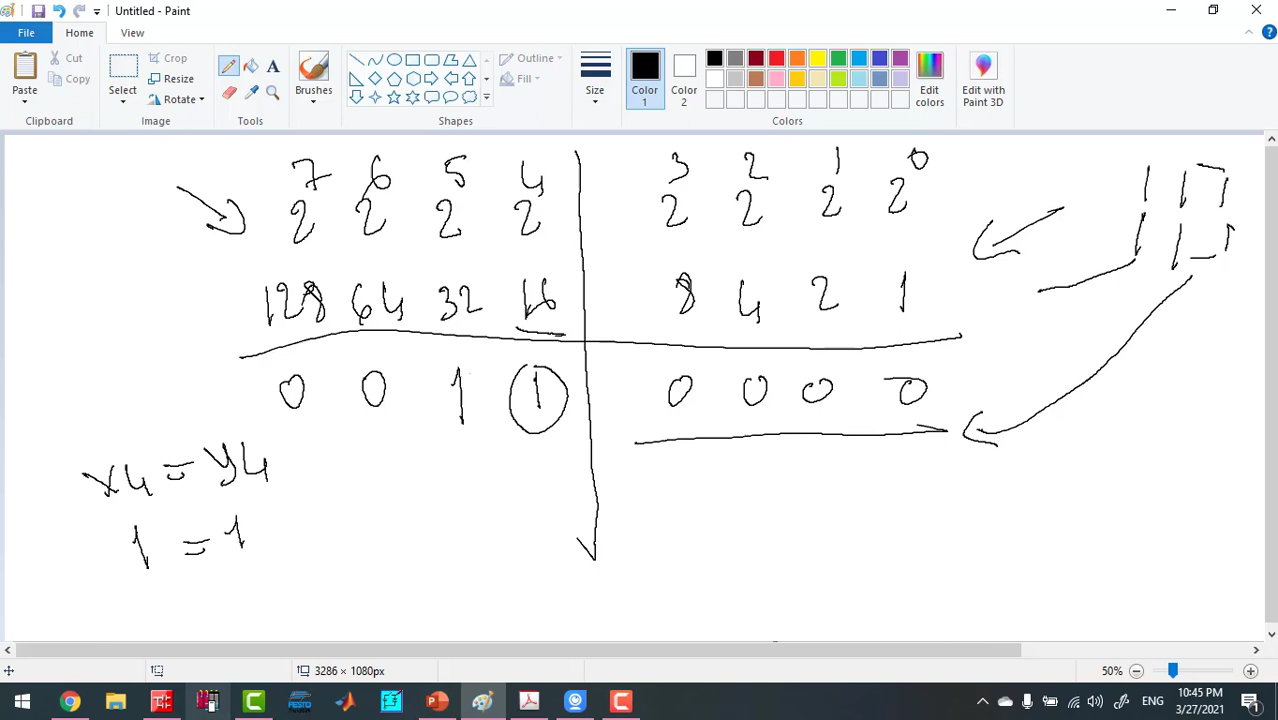 Untitled - Paint
File Home View
Paste Cut Copy Clipboard
Select Crop Resize Rotate Image
Tools
Brushes
Outline Fill Shapes
Size
Color 1 Color 2
Edit colors
Edit with Paint 3D
Colors
7 6 5 4 3 2 1 0
2 2 2 2 2 2 2 2
128 64 32 16 8 4 2 1
0 0 1 1 0 0 0 0
x4 = y4
1 = 1
3286 × 1080px
50%
FESTO
ENG
10:45 PM
3/27/2021